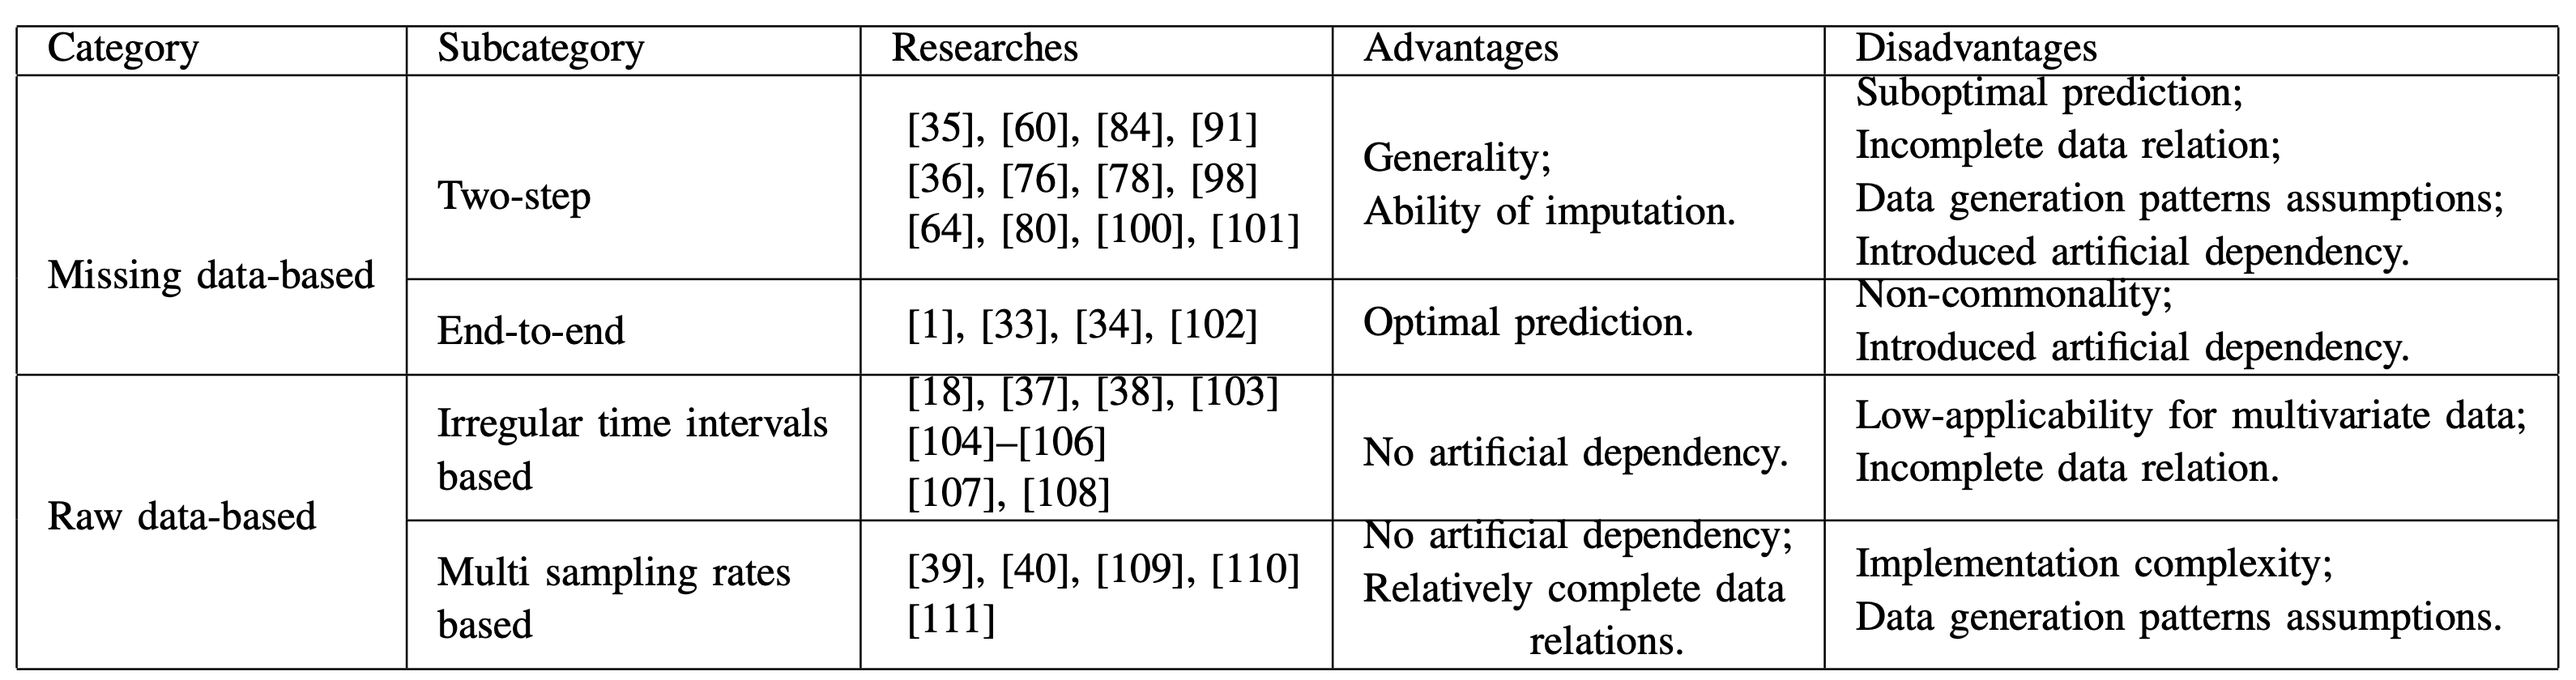 Category Subcategory Researches Advantages Disadvantages
Missing data-based
Two-step
[35], [60], [84], [91]
[36], [76], [78], [98]
[64], [80], [100], [101]
Generality;
Ability of imputation.
Suboptimal prediction;
Incomplete data relation;
Data generation patterns assumptions;
Introduced artificial dependency.
End-to-end
[1], [33], [34], [102]
Optimal prediction.
Non-commonality;
Introduced artificial dependency.
Raw data-based
Irregular time intervals
based
[18], [37], [38], [103]
[104]–[106]
[107], [108]
No artificial dependency.
Low-applicability for multivariate data;
Incomplete data relation.
Multi sampling rates
based
[39], [40], [109], [110]
[111]
No artificial dependency;
Relatively complete data
relations.
Implementation complexity;
Data generation patterns assumptions.